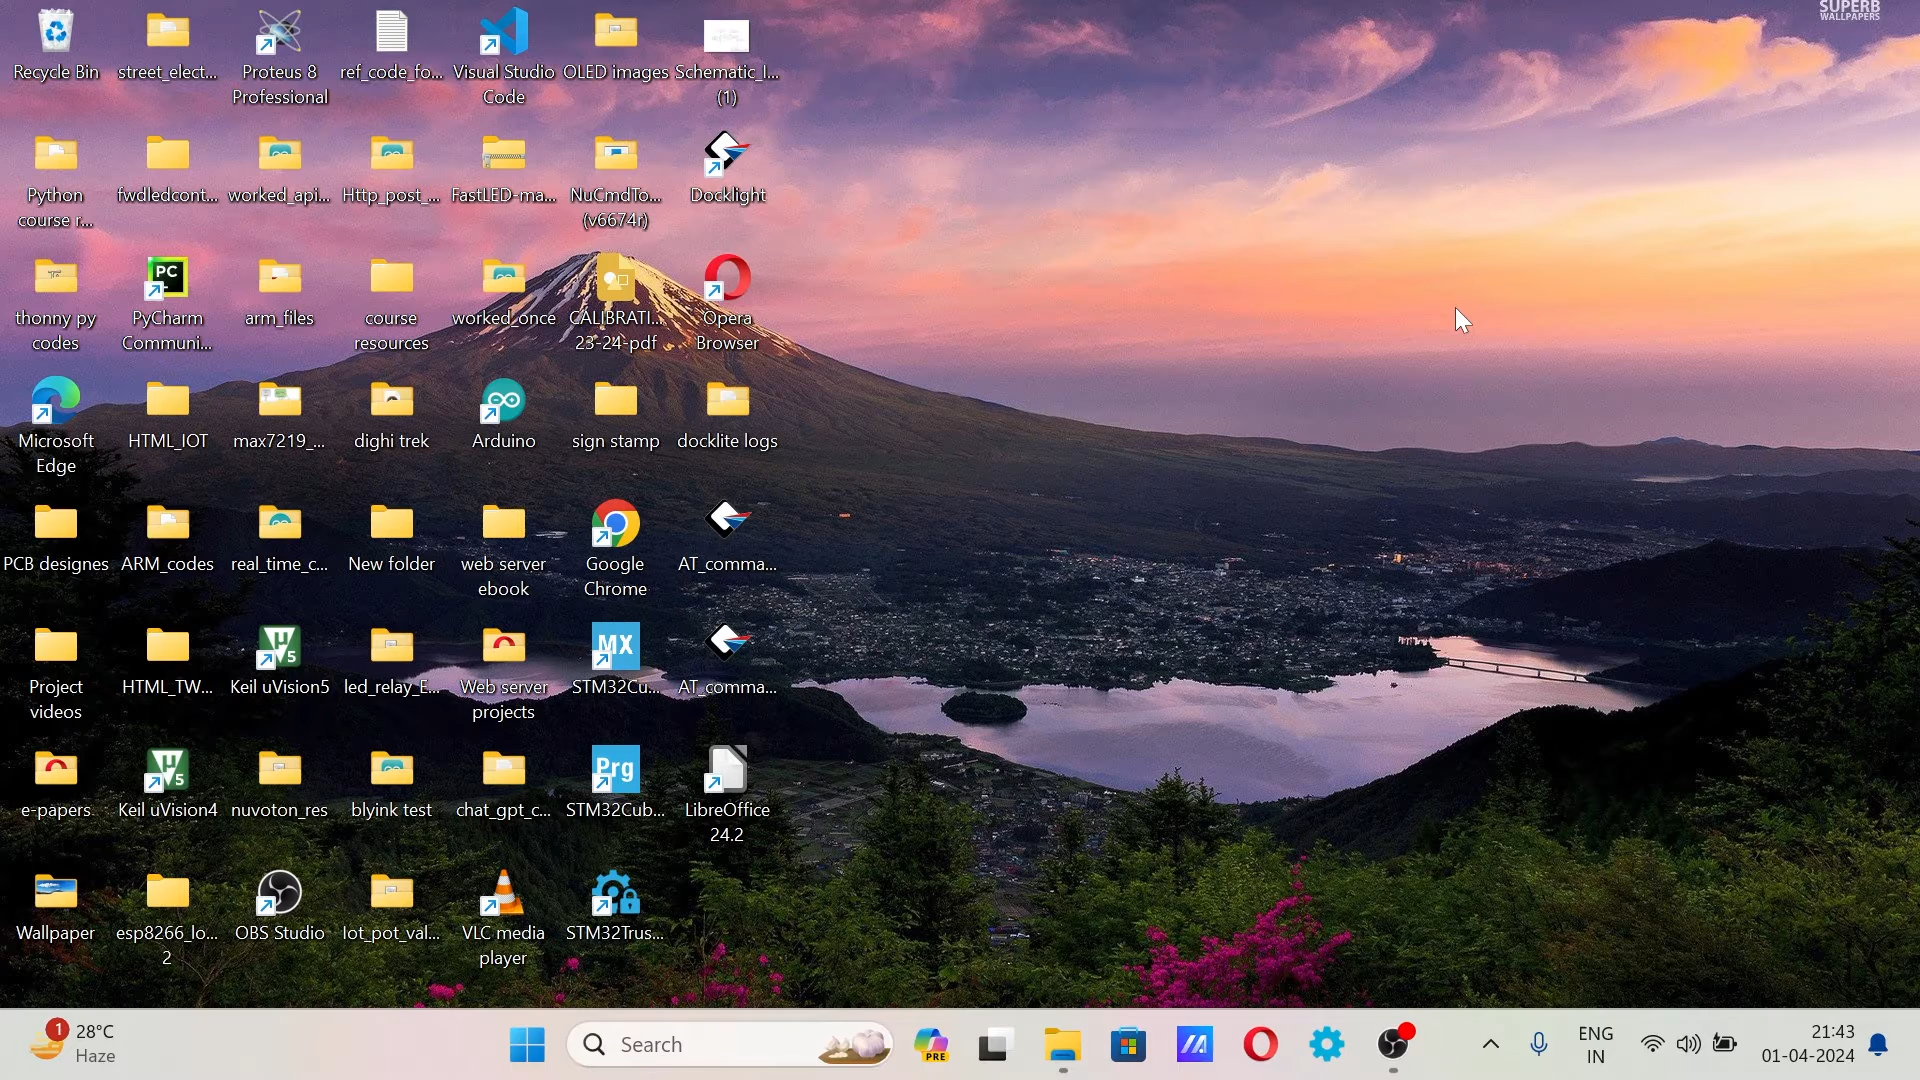 SUPERB
WALLPAPERS
Recycle Bin
street_elect...
Proteus 8
Professional
ref_code_fo...
Visual Studio
Code
OLED images
Schematic_I...
(1)
Python
course r...
fwdledcont...
worked_api...
Http_post_...
FastLED-ma...
NuCmdTo...
(v6674r)
Docklight
thonny py
codes
PC
PyCharm
Communi...
arm_files
course
resources
worked_once
CALIBRATI...
23-24-pdf
Opera
Browser
Microsoft
Edge
HTML_IOT
max7219_...
dighi trek
Arduino
sign stamp
docklite logs
PCB designes
ARM_codes
real_time_c...
New folder
web server
ebook
Google
Chrome
AT_comma...
Project
videos
HTML_TW...
Keil uVision5
led_relay_E...
Web server
projects
MX
STM32Cu...
AT_comma...
e-papers
Keil uVision4
nuvoton_res
blyink test
chat_gpt_c...
Prg
STM32Cub...
LibreOffice
24.2
Wallpaper
esp8266_lo...
2
OBS Studio
Iot_pot_val...
VLC media
player
STM32Trus...
1
28°C
Haze
Search
PRE
ENG
IN
21:43
01-04-2024